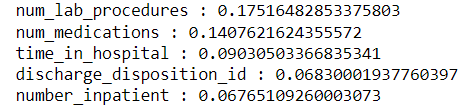 num_lab_procedures : 0.17516482853375803
num_medications : 0.1407621624355572
time_in_hospital : 0.09030503366835341
discharge_disposition_id : 0.06830001937760397
number_inpatient : 0.06765109260003073